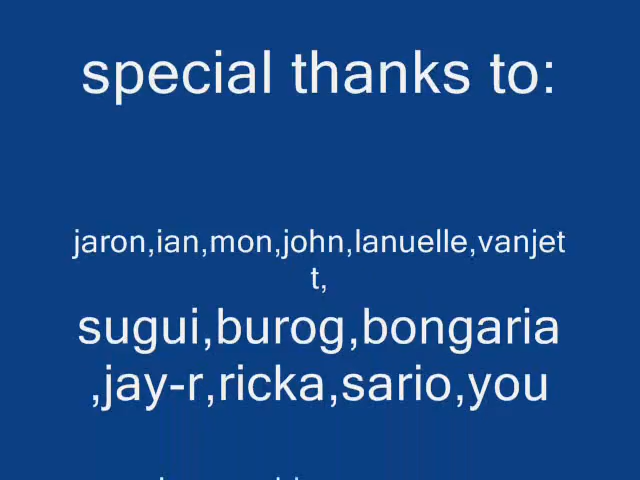 special thanks to:
jaron,ian,mon,john,lanuelle,vanjet
t,
sugui,burog,bongaria
,jay-r,ricka,sario,you